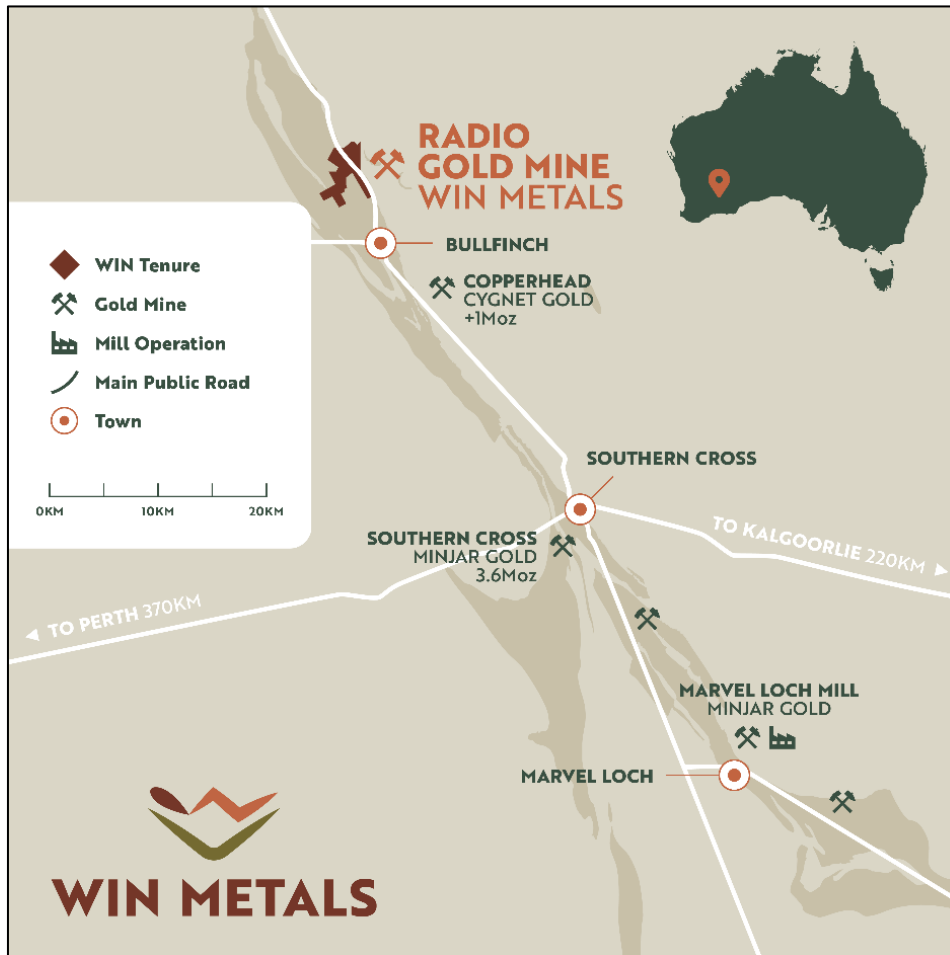 RADIO
GOLD MINE
WIN METALS
BULLFINCH
COPPERHEAD
CYGNET GOLD
+1Moz
WIN Tenure
Gold Mine
Mill Operation
Main Public Road
Town
0KM 10KM 20KM
SOUTHERN CROSS
TO KALGOORLIE 220KM
SOUTHERN CROSS
MINJAR GOLD
3.6Moz
TO PERTH 370KM
MARVEL LOCH MILL
MINJAR GOLD
MARVEL LOCH
WIN METALS